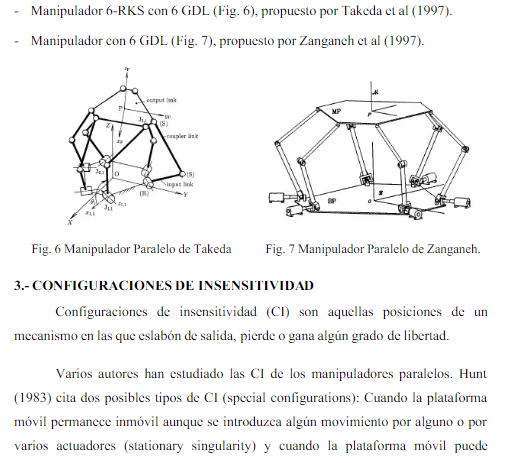 - Manipulador 6-RKS con 6 GDL (Fig. 6), propuesto por Takeda et al (1997).
- Manipulador con 6 GDL (Fig. 7), propuesto por Zanganeh et al (1997).
output link
P
W
(S)
coupler link
Z
O
(S)
input link
(R)
Y
X
MP
P
BP
O
Fig. 6 Manipulador Paralelo de Takeda
Fig. 7 Manipulador Paralelo de Zanganeh.
3.- CONFIGURACIONES DE INSENSITIVIDAD
Configuraciones de insensitividad (CI) son aquellas posiciones de un
mecanismo en las que eslabón de salida, pierde o gana algún grado de libertad.
Varios autores han estudiado las CI de los manipuladores paralelos. Hunt
(1983) cita dos posibles tipos de CI (special configurations): Cuando la plataforma
móvil permanece inmóvil aunque se introduzca algún movimiento por alguno o por
varios actuadores (stationary singularity) y cuando la plataforma móvil puede